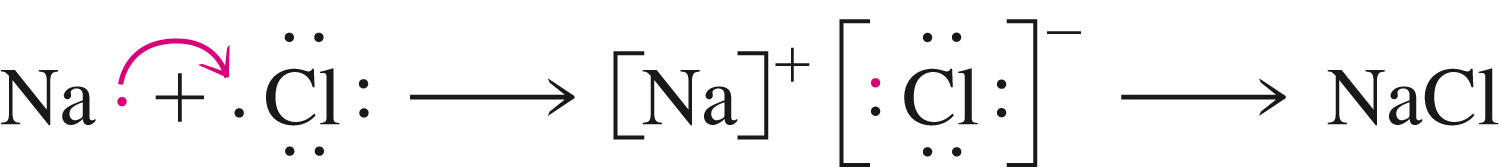 Na· + ·Cl: ⟶ [Na]⁺ [:Cl:]⁻ ⟶ NaCl